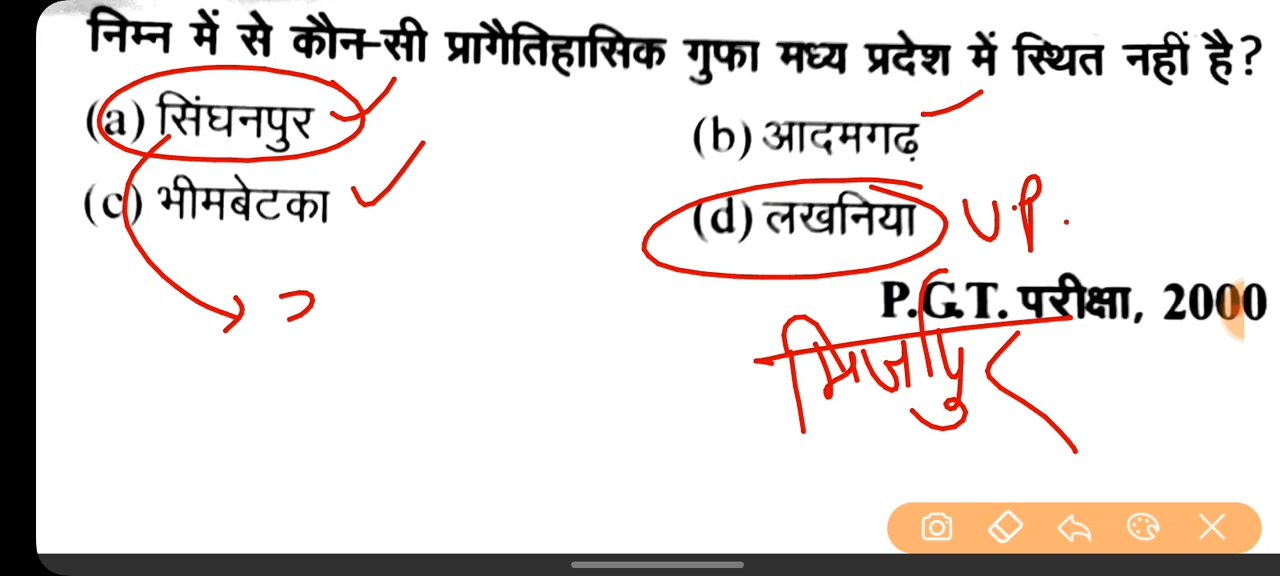 निम्न में से कौन-सी प्रागैतिहासिक गुफा मध्य प्रदेश में स्थित नहीं है?
(a) सिंघनपुर
(b) आदमगढ़
(c) भीमबेटका
(d) लखनियां U.P.
P.G.T. परीक्षा, 2000
मिर्जापुर